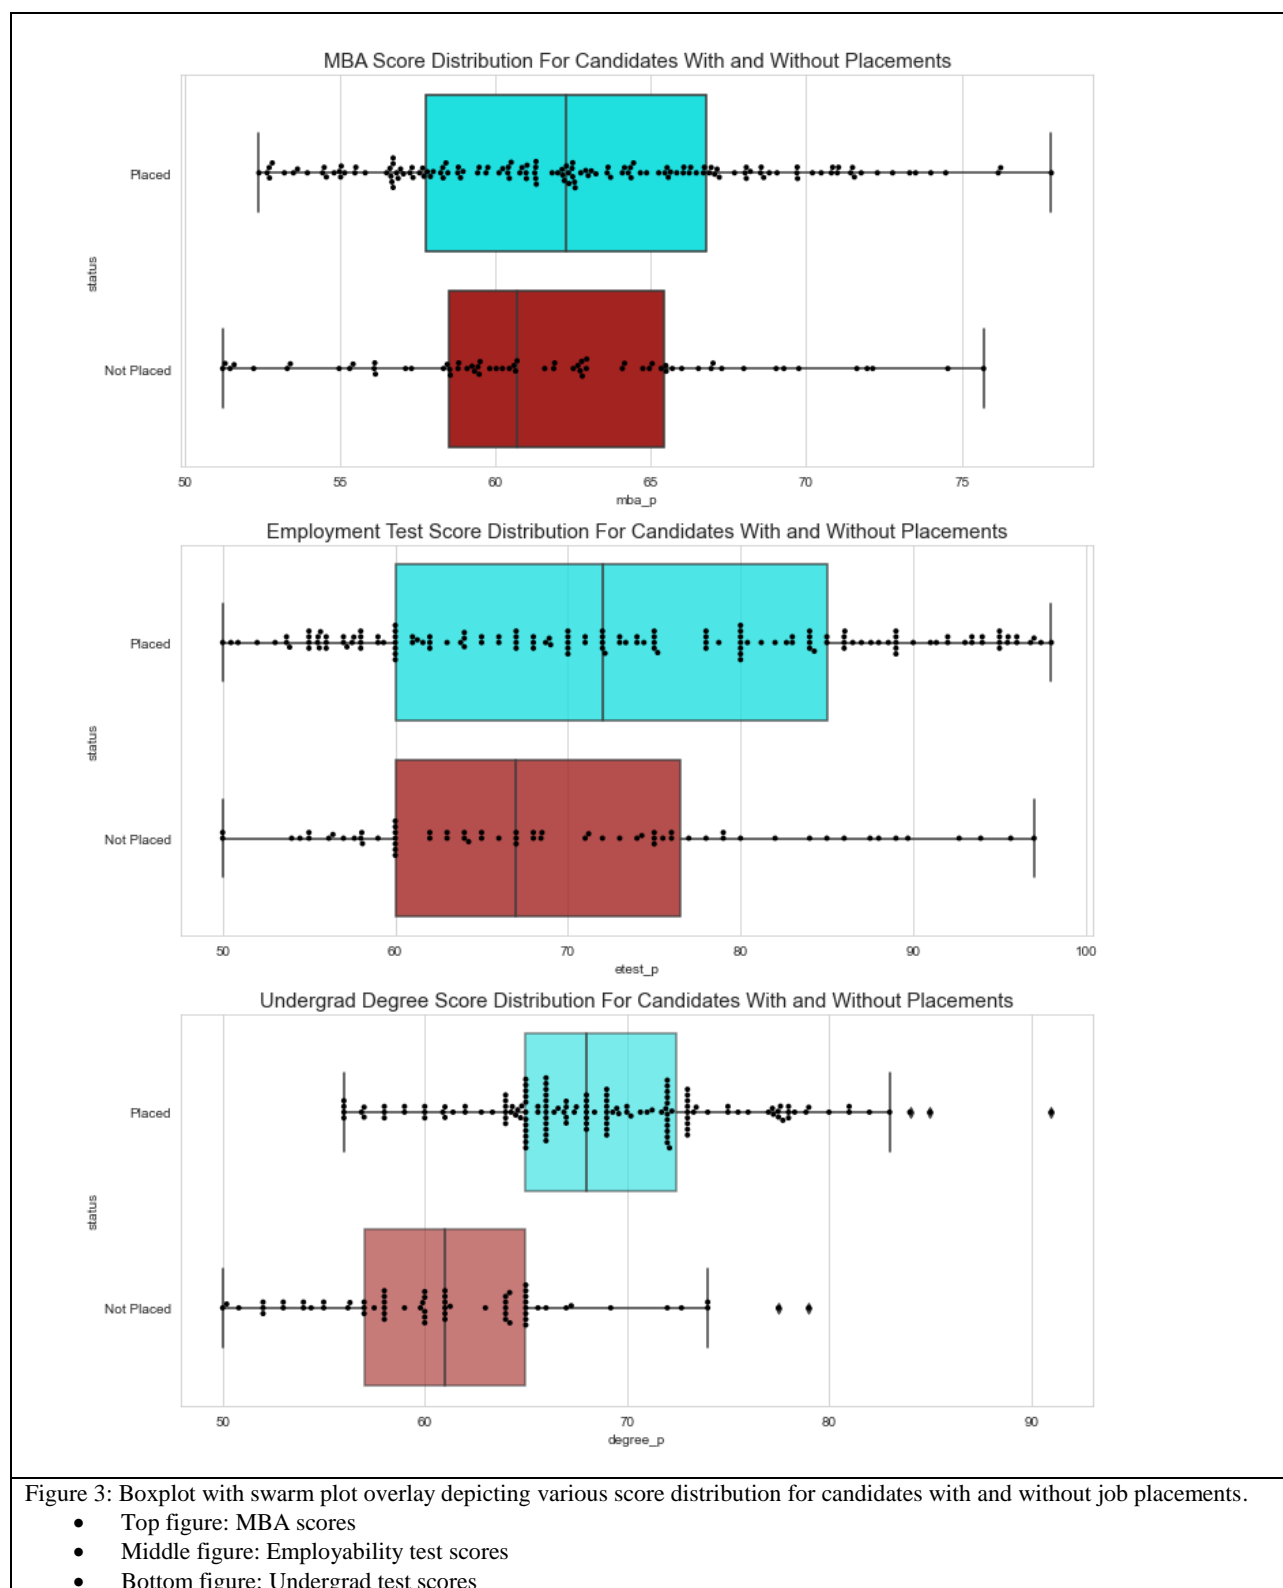 MBA Score Distribution For Candidates With and Without Placements
Placed
status
Not Placed
50 55 60 65 70 75
mba_p
Employment Test Score Distribution For Candidates With and Without Placements
Placed
status
Not Placed
50 60 70 80 90 100
etest_p
Undergrad Degree Score Distribution For Candidates With and Without Placements
Placed
status
Not Placed
50 60 70 80 90
degree_p
Figure 3: Boxplot with swarm plot overlay depicting various score distribution for candidates with and without job placements.
• Top figure: MBA scores
• Middle figure: Employability test scores
• Bottom figure: Undergrad test scores